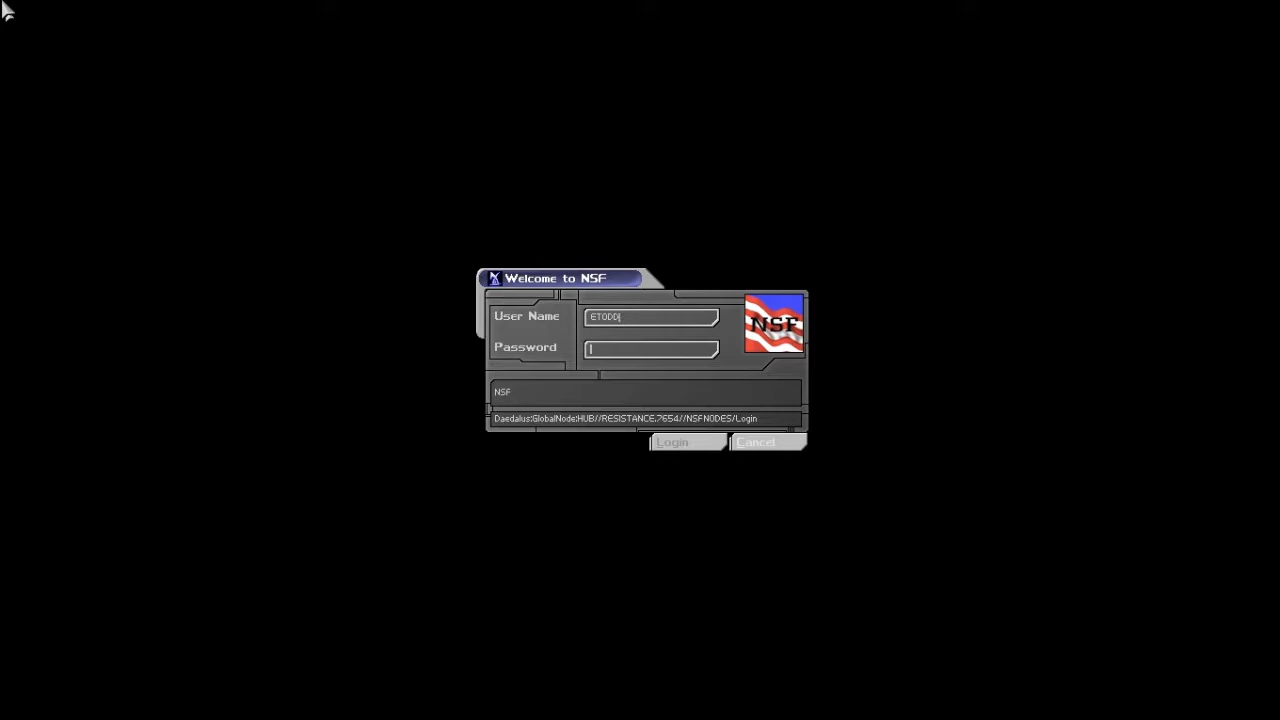 Welcome to NSF
User Name
ETODD
NSF
Password
NSF
Daedalus:GlobalNode:HUB//RESISTANCE.7654//NSFNODES/Login
Login
Cancel